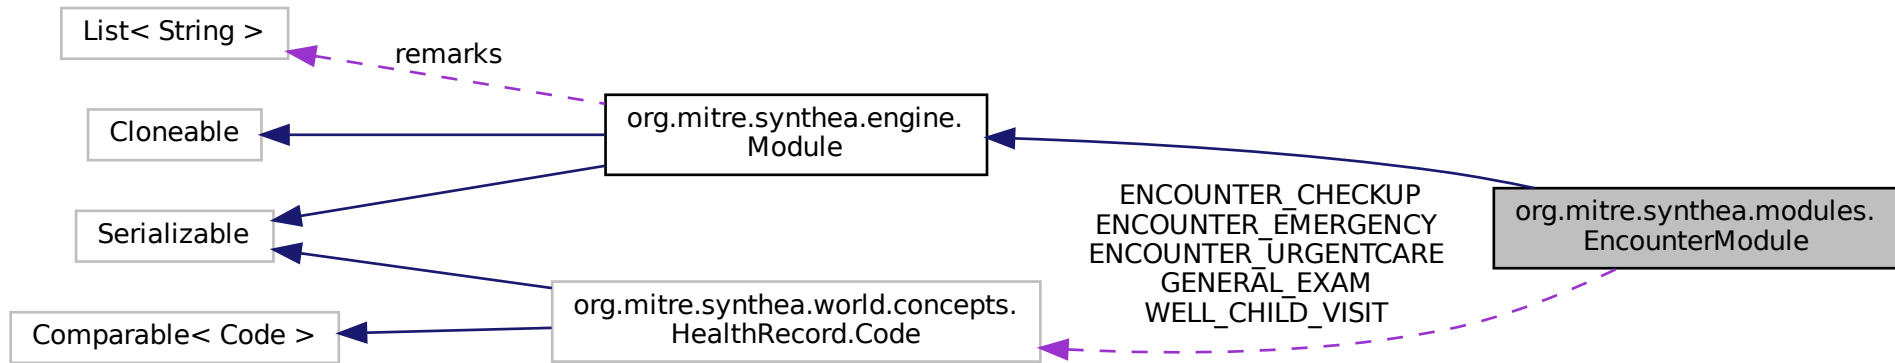 List< String >
remarks
Cloneable
org.mitre.synthea.engine.
Module
Serializable
ENCOUNTER_CHECKUP
ENCOUNTER_EMERGENCY
ENCOUNTER_URGENTCARE
GENERAL_EXAM
WELL_CHILD_VISIT
org.mitre.synthea.modules.
EncounterModule
Comparable< Code >
org.mitre.synthea.world.concepts.
HealthRecord.Code